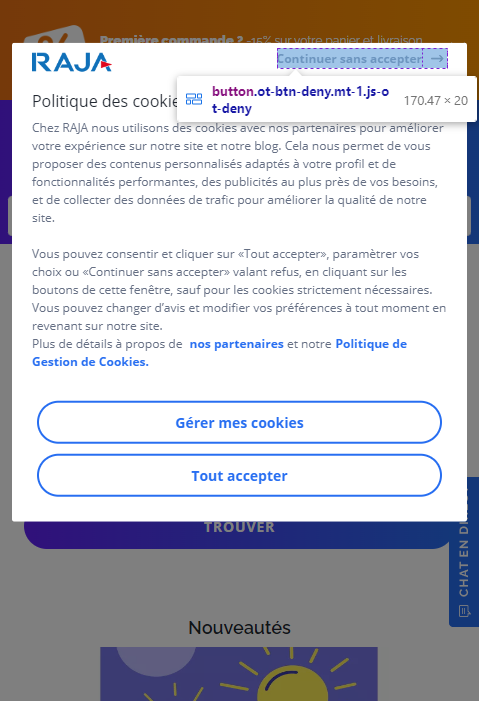 Première commande = -15% sur votre papier et livraison
RAJA
Continuer sans accepter →
button.ot-btn-deny.mt-1.js-o
t-deny
170.47 × 20
Politique des cookie
Chez RAJA nous utilisons des cookies avec nos partenaires pour améliorer
votre expérience sur notre site et notre blog. Cela nous permet de vous
proposer des contenus personnalisés adaptés à votre profil et de
fonctionnalités performantes, des publicités au plus près de vos besoins,
et de collecter des données de trafic pour améliorer la qualité de notre
site.
Vous pouvez consentir et cliquer sur «Tout accepter», paramètrer vos
choix ou «Continuer sans accepter» valant refus, en cliquant sur les
boutons de cette fenêtre, sauf pour les cookies strictement nécessaires.
Vous pouvez changer d’avis et modifier vos préférences à tout moment en
revenant sur notre site.
Plus de détails à propos de nos partenaires et notre Politique de
Gestion de Cookies.
Gérer mes cookies
Tout accepter
TROUVER
CHAT EN
Nouveautés